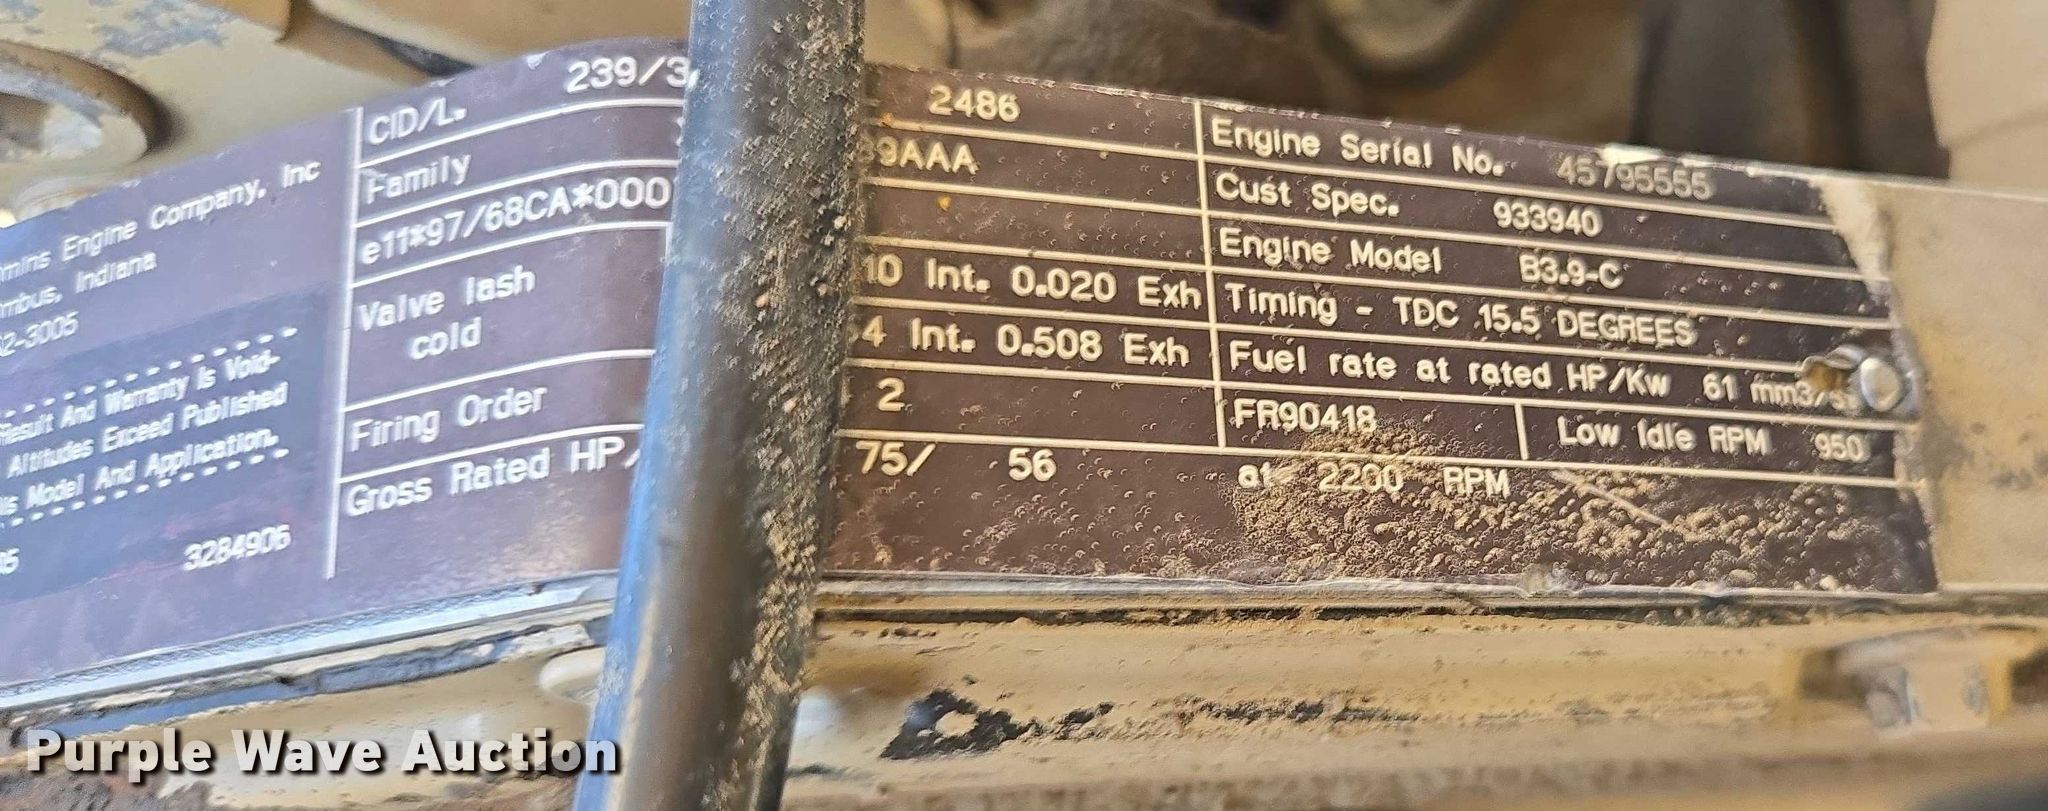 mins Engine Company, Inc
mbus, Indiana
2-3005
Result And Warranty Is Void-
Altitudes Exceed Published
is Model And Application.
05 3284906
CID/L. 239/3. 2486
Family 9AAA
e11*97/68CA*000
Valve lash 10 Int. 0.020 Exh
cold 4 Int. 0.508 Exh
Firing Order 2
Gross Rated HP/ 75/ 56 at 2200 RPM
Engine Serial No. 45795555
Cust Spec. 933940
Engine Model B3.9-C
Timing - TDC 15.5 DEGREES
Fuel rate at rated HP/Kw 61 mm3/s
FR90418 Low Idle RPM 950
Purple Wave Auction